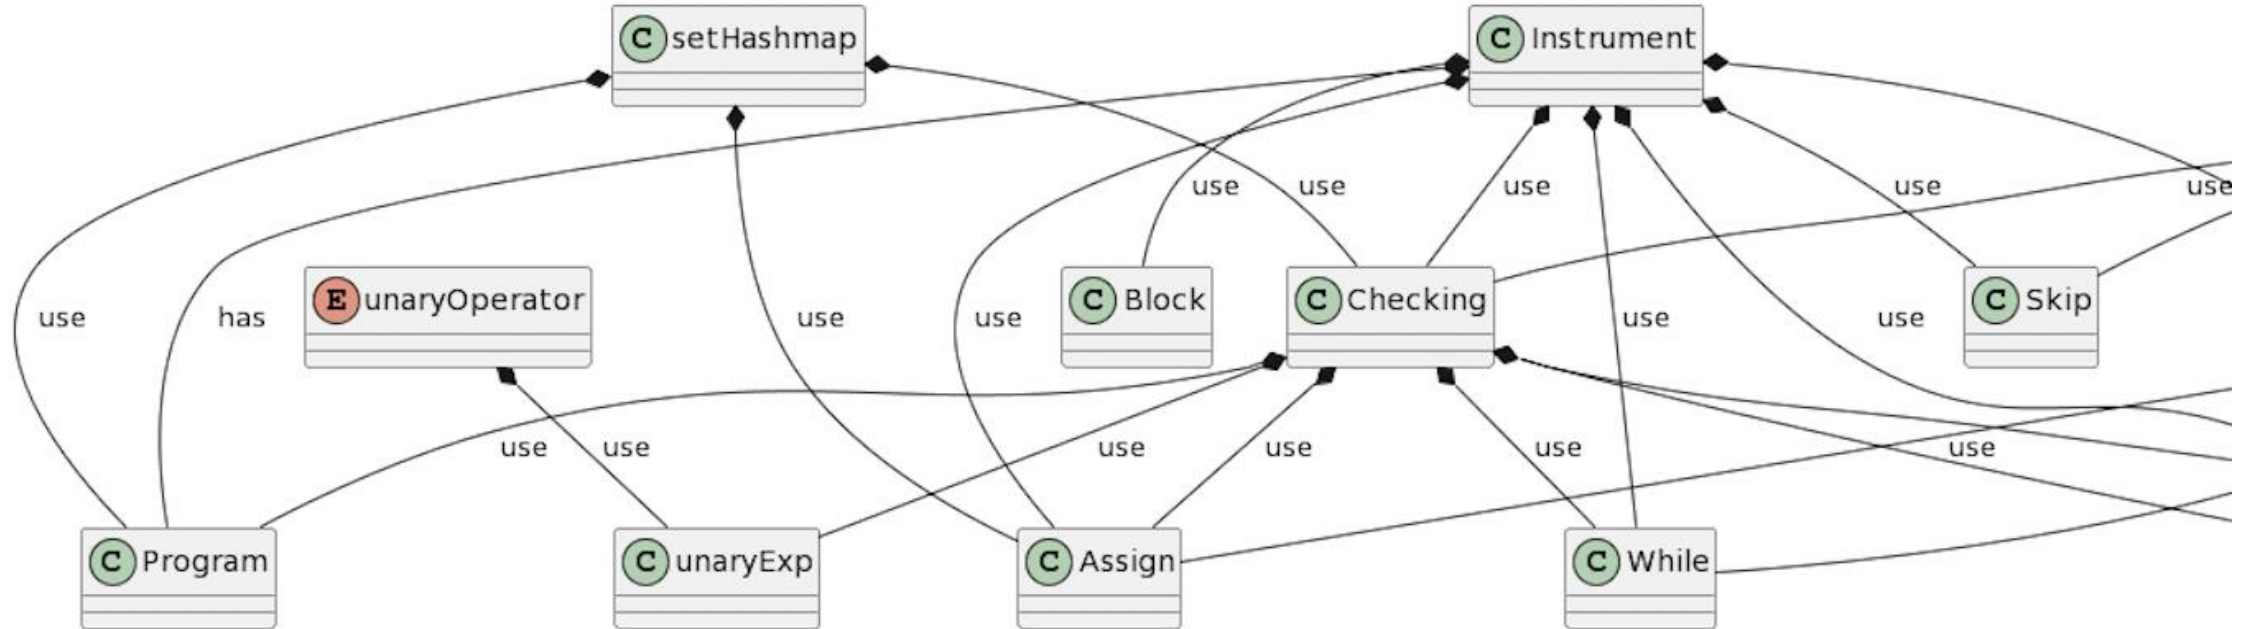 C setHashmap
C Instrument
use
use
use
use
use
E unaryOperator
C Block
C Checking
C Skip
use
has
use
use
use
use
use
use
use
use
use
use
use
C Program
C unaryExp
C Assign
C While